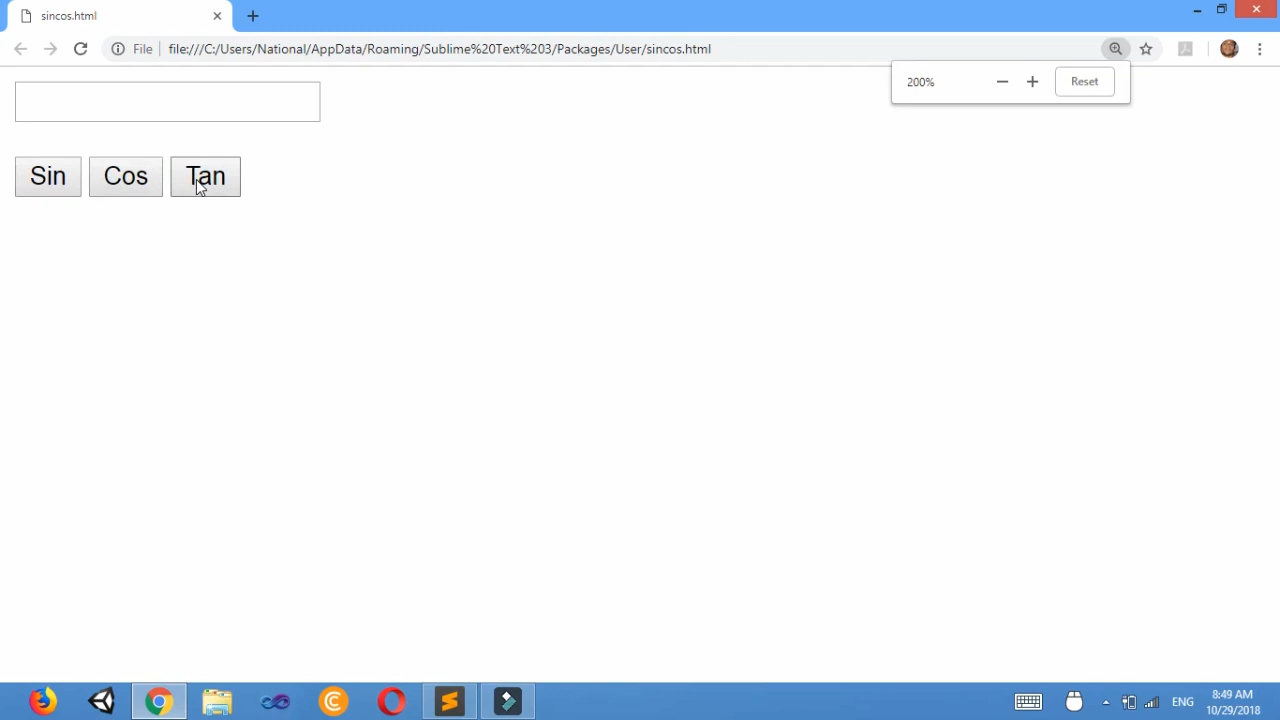 sincos.html
File
file:///C:/Users/National/AppData/Roaming/Sublime%20Text%203/Packages/User/sincos.html
200%
Reset
Sin
Cos
Tan
ENG
8:49 AM
10/29/2018